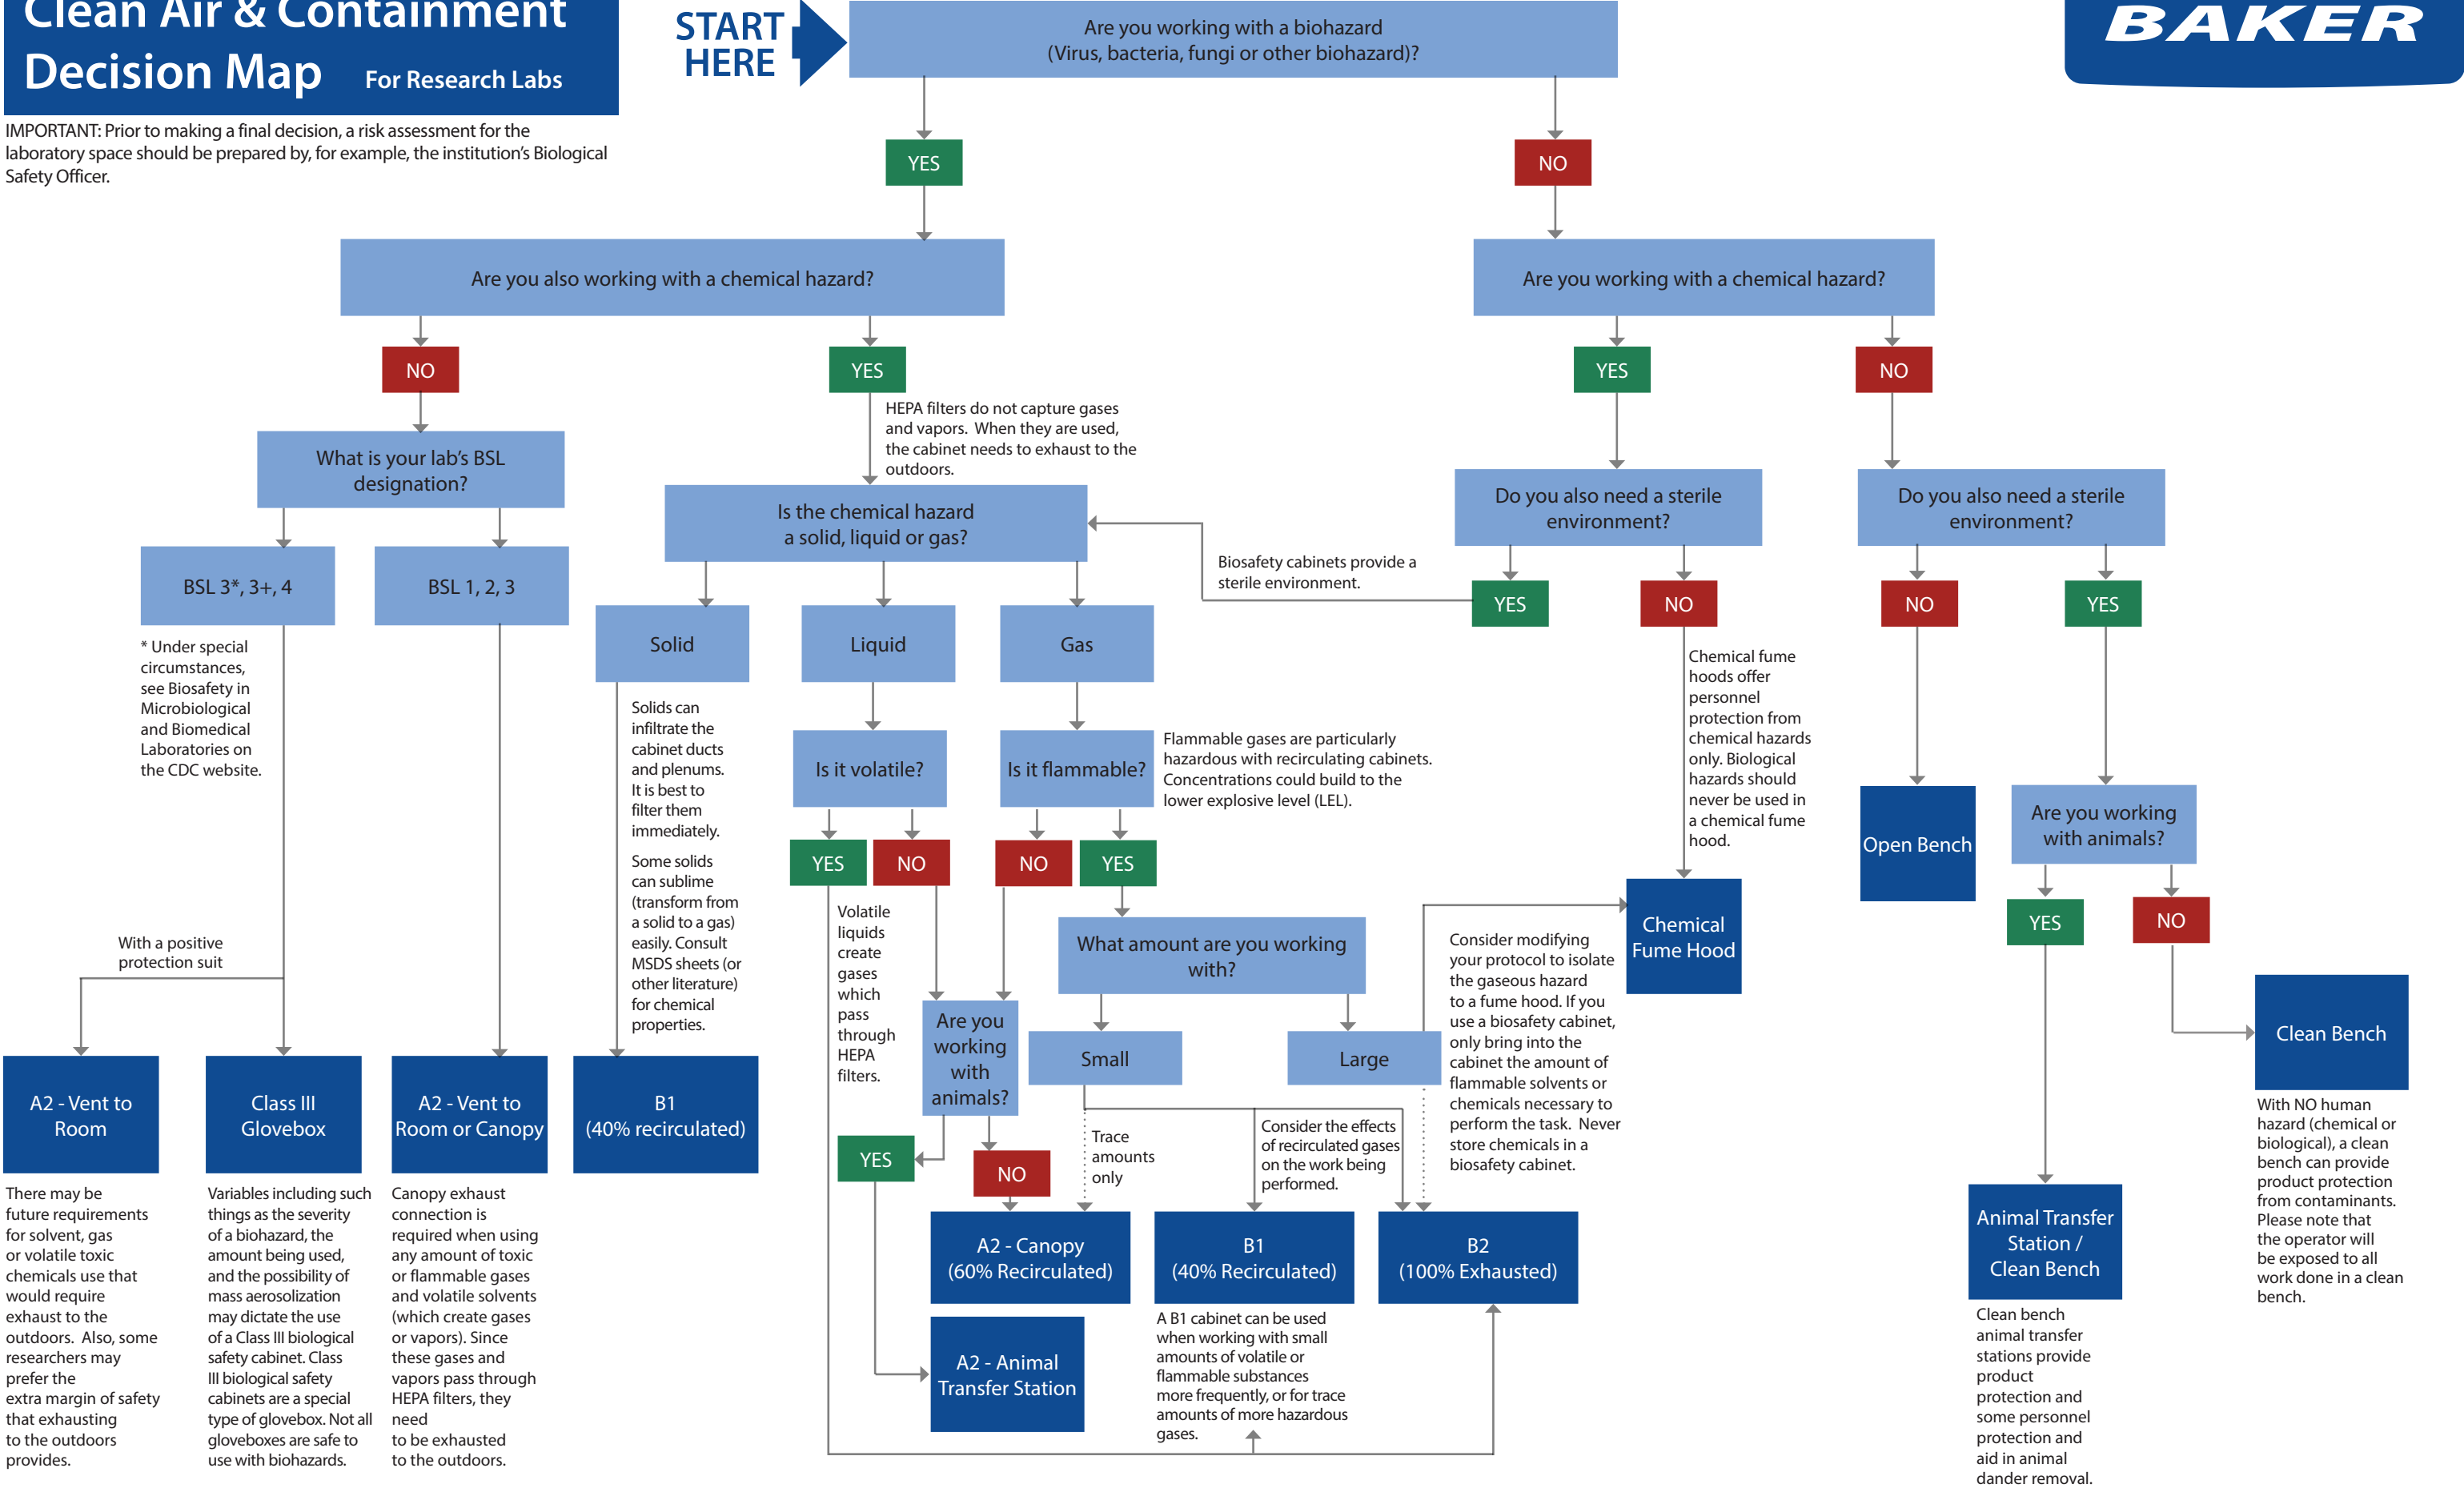 Clean Air & Containment
Decision Map For Research Labs
IMPORTANT: Prior to making a final decision, a risk assessment for the
laboratory space should be prepared by, for example, the institution's Biological
Safety Officer.
START
HERE
Are you working with a biohazard
(Virus, bacteria, fungi or other biohazard)?
BAKER
YES
NO
Are you also working with a chemical hazard?
Are you working with a chemical hazard?
NO
YES
YES
NO
HEPA filters do not capture gases
and vapors. When they are used,
the cabinet needs to exhaust to the
outdoors.
What is your lab's BSL
designation?
Is the chemical hazard
a solid, liquid or gas?
Do you also need a sterile
environment?
Do you also need a sterile
environment?
Biosafety cabinets provide a
sterile environment.
BSL 3*, 3+, 4
BSL 1, 2, 3
YES
NO
NO
YES
Solid
Liquid
Gas
* Under special
circumstances,
see Biosafety in
Microbiological
and Biomedical
Laboratories on
the CDC website.
Solids can
infiltrate the
cabinet ducts
and plenums.
It is best to
filter them
immediately.
Some solids
can sublime
(transform from
a solid to a gas)
easily. Consult
MSDS sheets (or
other literature)
for chemical
properties.
Is it volatile?
Is it flammable?
Flammable gases are particularly
hazardous with recirculating cabinets.
Concentrations could build to the
lower explosive level (LEL).
Chemical fume
hoods offer
personnel
protection from
chemical hazards
only. Biological
hazards should
never be used in
a chemical fume
hood.
Open Bench
Are you working
with animals?
YES
NO
NO
YES
YES
NO
Volatile
liquids
create
gases
which
pass
through
HEPA
filters.
What amount are you working
with?
Chemical
Fume Hood
Consider modifying
your protocol to isolate
the gaseous hazard
to a fume hood. If you
use a biosafety cabinet,
only bring into the
cabinet the amount of
flammable solvents or
chemicals necessary to
perform the task. Never
store chemicals in a
biosafety cabinet.
With a positive
protection suit
Are you
working
with
animals?
Small
Large
Clean Bench
With NO human
hazard (chemical or
biological), a clean
bench can provide
product protection
from contaminants.
Please note that
the operator will
be exposed to all
work done in a clean
bench.
A2 - Vent to
Room
Class III
Glovebox
A2 - Vent to
Room or Canopy
B1
(40% recirculated)
YES
NO
Trace
amounts
only
Consider the effects
of recirculated gases
on the work being
performed.
There may be
future requirements
for solvent, gas
or volatile toxic
chemicals use that
would require
exhaust to the
outdoors. Also, some
researchers may
prefer the
extra margin of safety
that exhausting
to the outdoors
provides.
Variables including such
things as the severity
of a biohazard, the
amount being used,
and the possibility of
mass aerosolization
may dictate the use
of a Class III biological
safety cabinet. Class
III biological safety
cabinets are a special
type of glovebox. Not all
gloveboxes are safe to
use with biohazards.
Canopy exhaust
connection is
required when using
any amount of toxic
or flammable gases
and volatile solvents
(which create gases
or vapors). Since
these gases and
vapors pass through
HEPA filters, they
need
to be exhausted
to the outdoors.
A2 - Canopy
(60% Recirculated)
B1
(40% Recirculated)
B2
(100% Exhausted)
A B1 cabinet can be used
when working with small
amounts of volatile or
flammable substances
more frequently, or for trace
amounts of more hazardous
gases.
A2 - Animal
Transfer Station
Animal Transfer
Station /
Clean Bench
Clean bench
animal transfer
stations provide
product
protection and
some personnel
protection and
aid in animal
dander removal.